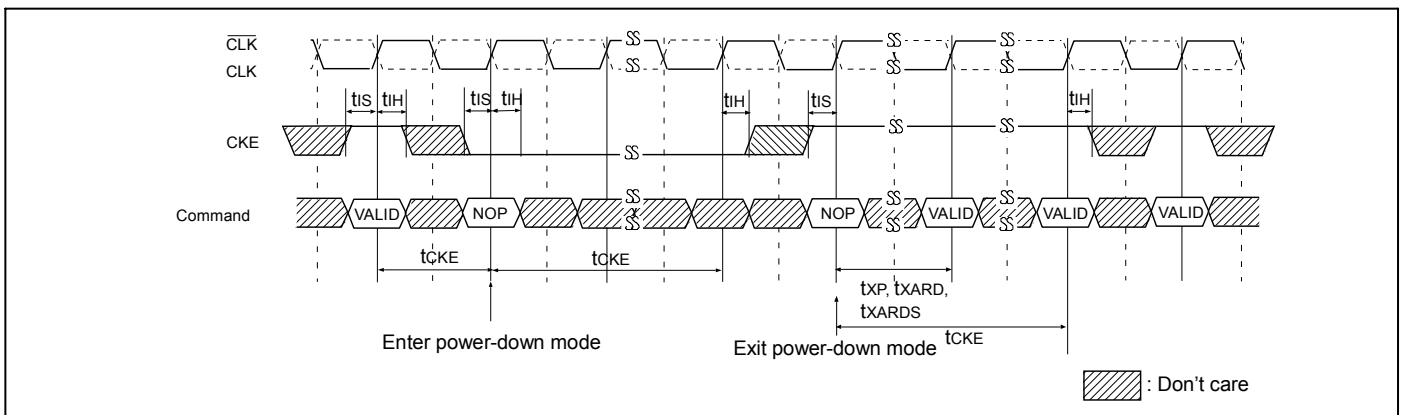 CLK
CLK
tIS tIH tIS tIH tIH tIS tIH
CKE
Command VALID NOP NOP VALID VALID VALID
tCKE tCKE
tXP, tXARD,
tXARDS
tCKE
Enter power-down mode Exit power-down mode
: Don't care